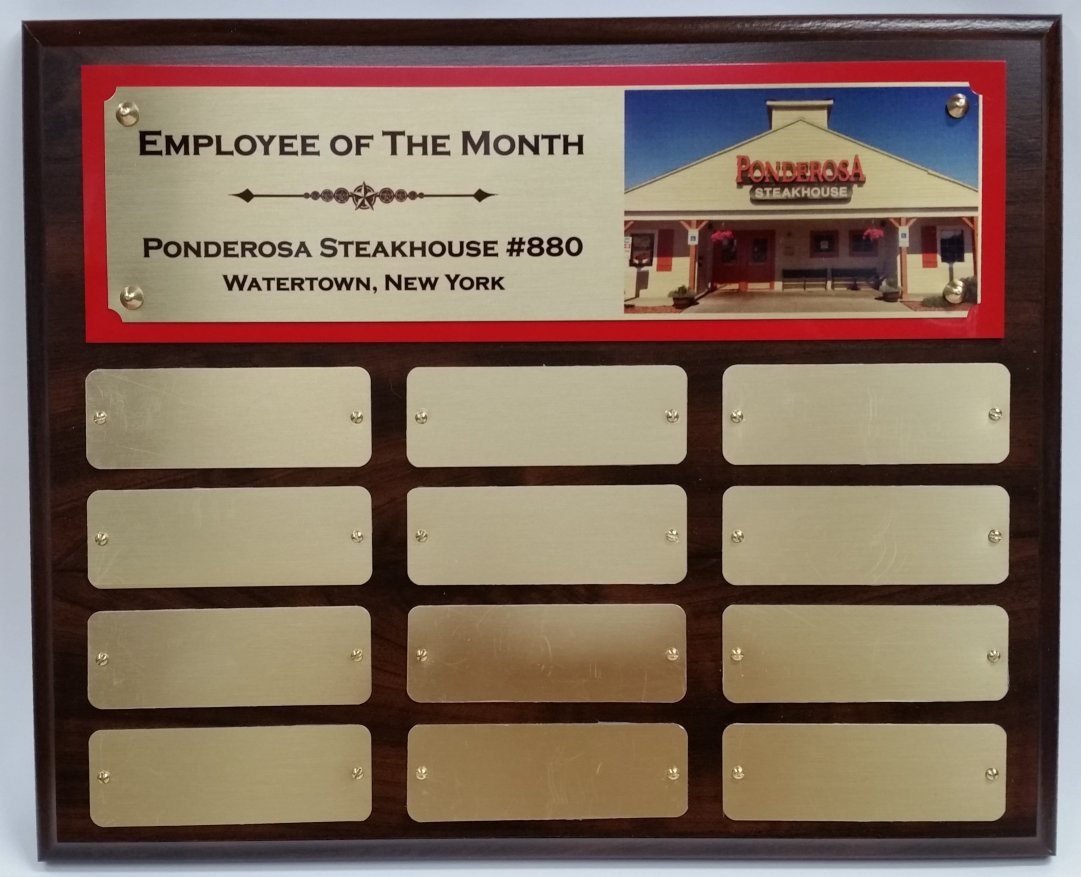 EMPLOYEE OF THE MONTH
PONDEROSA STEAKHOUSE #880
WATERTOWN, NEW YORK
PONDEROSA
STEAKHOUSE